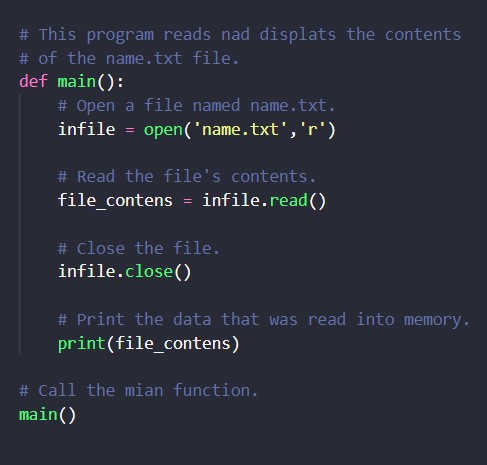 # This program reads nad displats the contents
# of the name.txt file.
def main():
    # Open a file named name.txt.
    infile = open('name.txt','r')

    # Read the file's contents.
    file_contens = infile.read()

    # Close the file.
    infile.close()

    # Print the data that was read into memory.
    print(file_contens)

# Call the mian function.
main()